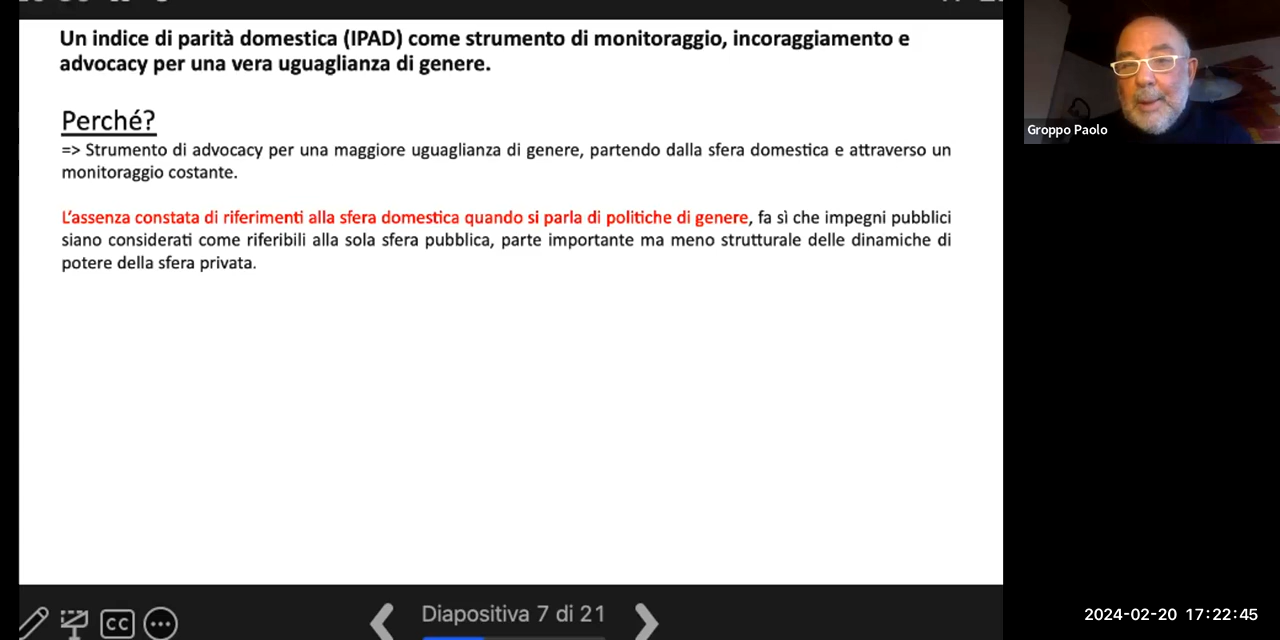 Un indice di parità domestica (IPAD) come strumento di monitoraggio, incoraggiamento e
advocacy per una vera uguaglianza di genere.
Perché?
=> Strumento di advocacy per una maggiore uguaglianza di genere, partendo dalla sfera domestica e attraverso un
monitoraggio costante.
L'assenza constata di riferimenti alla sfera domestica quando si parla di politiche di genere, fa sì che impegni pubblici
siano considerati come riferibili alla sola sfera pubblica, parte importante ma meno strutturale delle dinamiche di
potere della sfera privata.
Groppo Paolo
CC
Diapositiva 7 di 21
2024-02-20 17:22:45